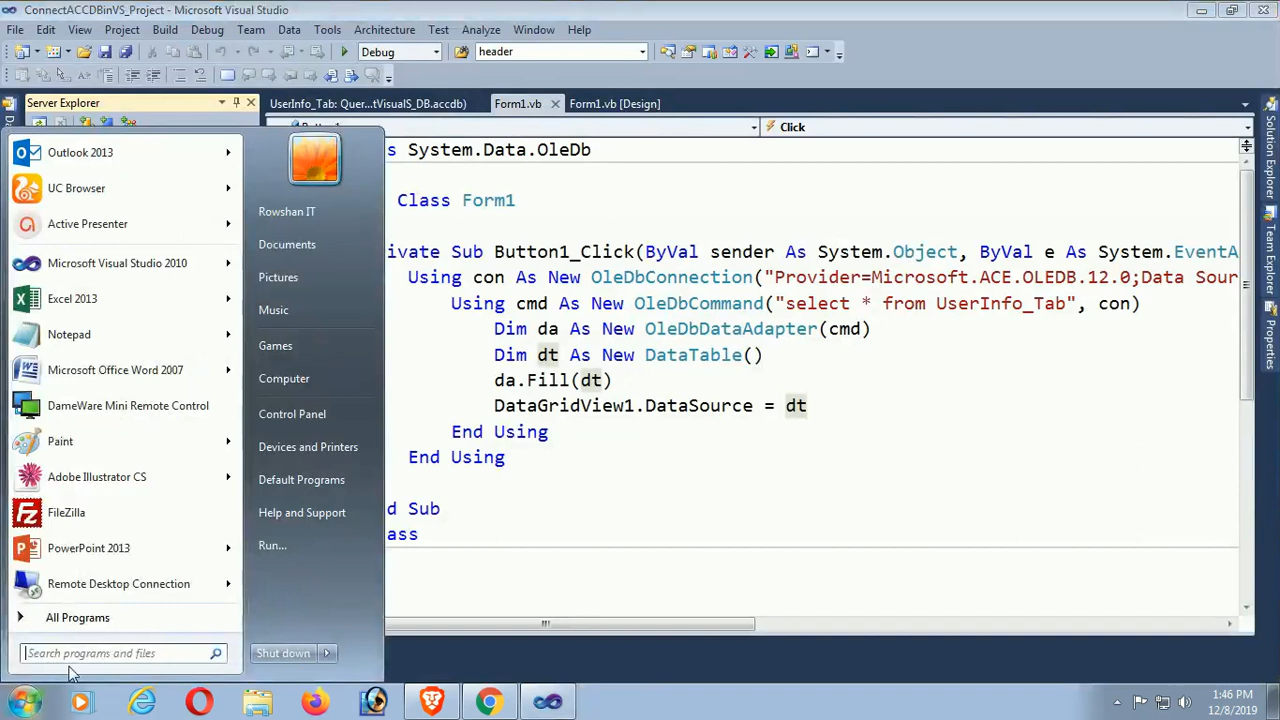 ConnectACCDBinVS_Project - Microsoft Visual Studio
File Edit View Project Build Debug Team Data Tools Architecture Test Analyze Window Help
Debug header
Server Explorer
UserInfo_Tab: Quer...tVisualS_DB.accdb) Form1.vb Form1.vb [Design]
Click
s System.Data.OleDb
Class Form1
ivate Sub Button1_Click(ByVal sender As System.Object, ByVal e As System.EventA
Using con As New OleDbConnection("Provider=Microsoft.ACE.OLEDB.12.0;Data Sour
Using cmd As New OleDbCommand("select * from UserInfo_Tab", con)
Dim da As New OleDbDataAdapter(cmd)
Dim dt As New DataTable()
da.Fill(dt)
DataGridView1.DataSource = dt
End Using
End Using
d Sub
ass
Outlook 2013
UC Browser
Active Presenter
Microsoft Visual Studio 2010
Excel 2013
Notepad
Microsoft Office Word 2007
DameWare Mini Remote Control
Paint
Adobe Illustrator CS
FileZilla
PowerPoint 2013
Remote Desktop Connection
All Programs
Search programs and files
Rowshan IT
Documents
Pictures
Music
Games
Computer
Control Panel
Devices and Printers
Default Programs
Help and Support
Run...
Shut down
Solution Explorer
Team Explorer
Properties
1:46 PM
12/8/2019